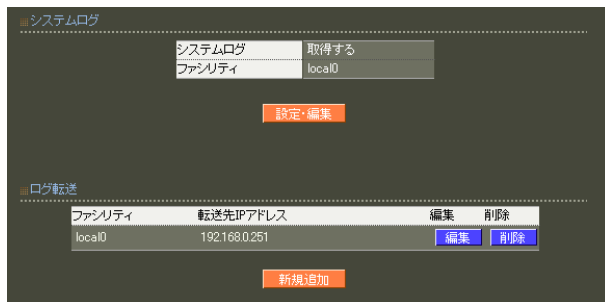 システムログ
システムログ 取得する
ファシリティ local0
設定・編集
ログ転送
ファシリティ 転送先IPアドレス 編集 削除
local0 192.168.0.251 編集 削除
新規追加